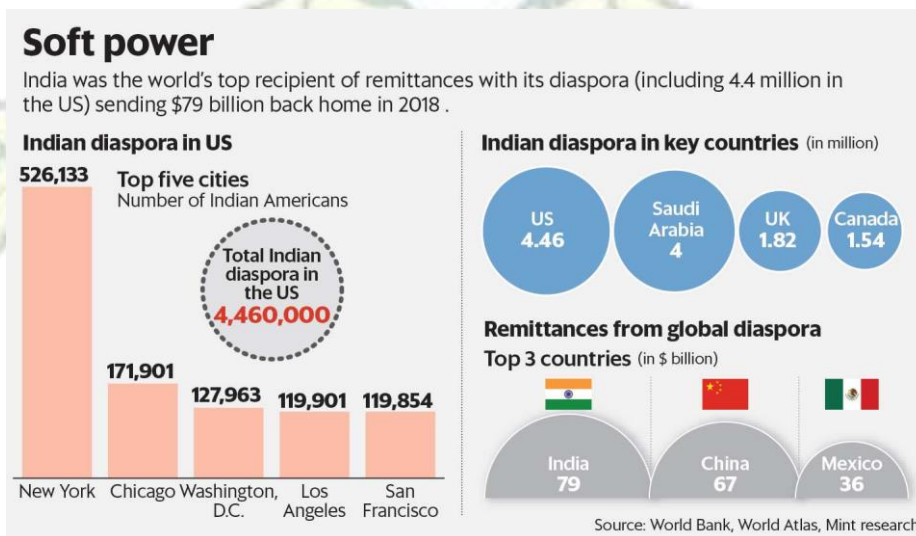 Soft power
India was the world's top recipient of remittances with its diaspora (including 4.4 million in
the US) sending $79 billion back home in 2018 .
Indian diaspora in US
526,133
Top five cities
Number of Indian Americans
Total Indian
diaspora in
the US
4,460,000
171,901
127,963
119,901
119,854
New York
Chicago
Washington,
D.C.
Los
Angeles
San
Francisco
Indian diaspora in key countries (in million)
US
4.46
Saudi
Arabia
4
UK
1.82
Canada
1.54
Remittances from global diaspora
Top 3 countries (in $ billion)
India
79
China
67
Mexico
36
Source: World Bank, World Atlas, Mint research